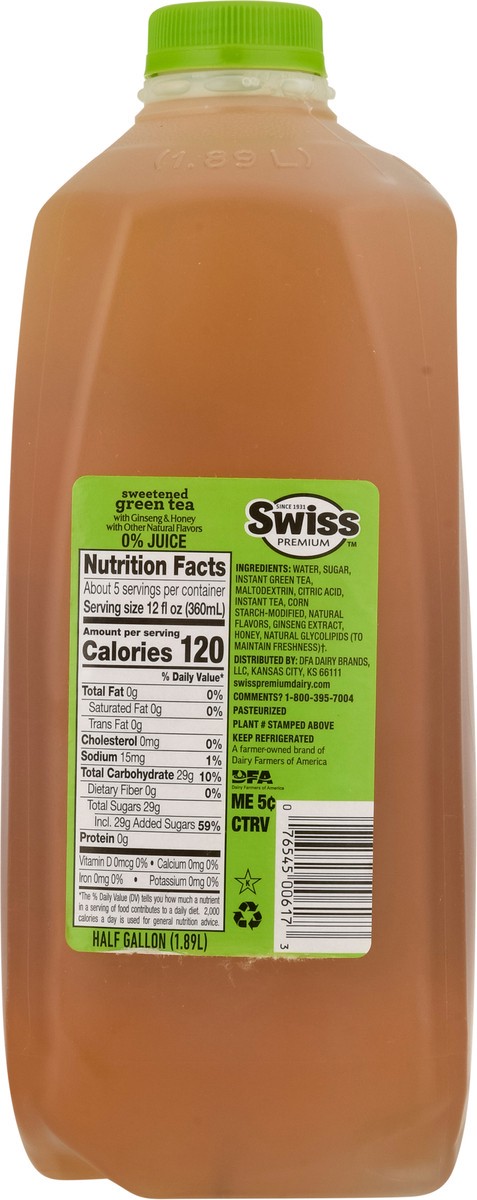 (1.89 L)
sweetened
green tea
with Ginseng & Honey
with Other Natural Flavors
0% JUICE
Nutrition Facts
About 5 servings per container
Serving size 12 fl oz (360mL)
Amount per serving
Calories 120
% Daily Value*
Total Fat 0g 0%
Saturated Fat 0g 0%
Trans Fat 0g
Cholesterol 0mg 0%
Sodium 15mg 1%
Total Carbohydrate 29g 10%
Dietary Fiber 0g 0%
Total Sugars 29g
Incl. 29g Added Sugars 59%
Protein 0g
Vitamin D 0mcg 0% • Calcium 0mg 0%
Iron 0mg 0% • Potassium 0mg 0%
*The % Daily Value (DV) tells you how much a nutrient
in a serving of food contributes to a daily diet. 2,000
calories a day is used for general nutrition advice.
HALF GALLON (1.89L)
SINCE 1931
Swiss
PREMIUM TM
INGREDIENTS: WATER, SUGAR,
INSTANT GREEN TEA,
MALTODEXTRIN, CITRIC ACID,
INSTANT TEA, CORN
STARCH-MODIFIED, NATURAL
FLAVORS, GINSENG EXTRACT,
HONEY, NATURAL GLYCOLIPIDS (TO
MAINTAIN FRESHNESS)†.
DISTRIBUTED BY: DFA DAIRY BRANDS,
LLC, KANSAS CITY, KS 66111
swisspremiumdairy.com
COMMENTS? 1-800-395-7004
PASTEURIZED
PLANT # STAMPED ABOVE
KEEP REFRIGERATED
A farmer-owned brand of
Dairy Farmers of America
DFA
Dairy Farmers of America
ME 5¢
CTRV
K
0 76545 00617 3